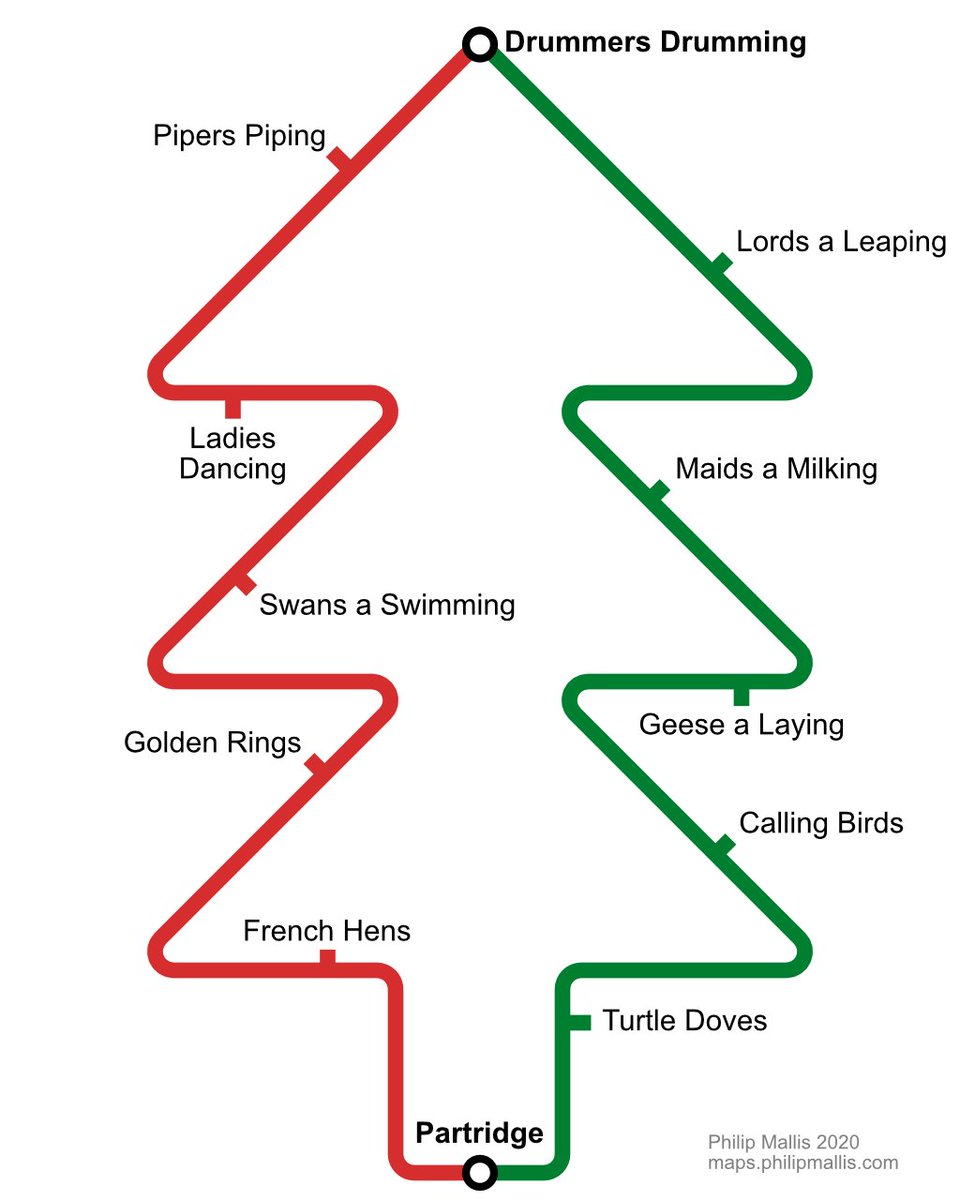 Drummers Drumming
Pipers Piping
Lords a Leaping
Ladies
Dancing
Maids a Milking
Swans a Swimming
Geese a Laying
Golden Rings
Calling Birds
French Hens
Turtle Doves
Partridge
Philip Mallis 2020
maps.philipmallis.com